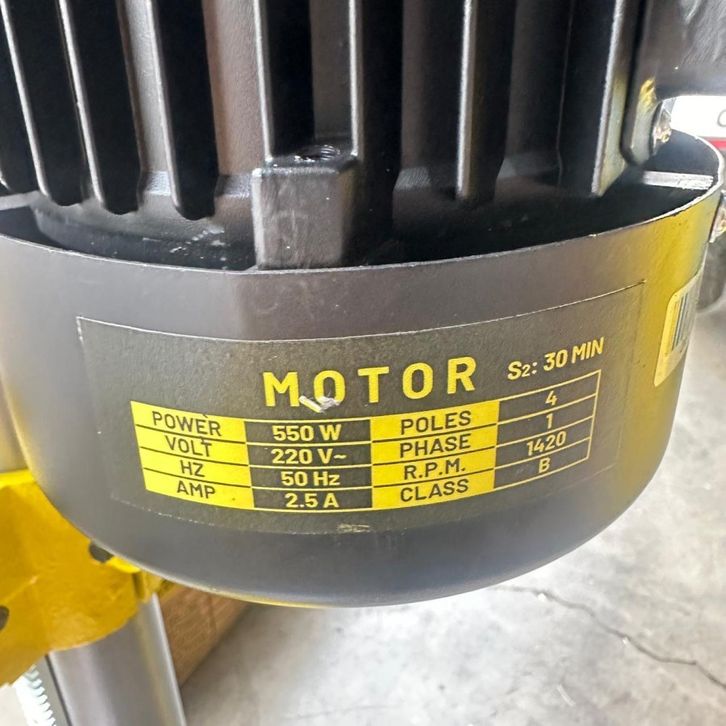 MOTOR S2: 30 MIN
POWER 550 W POLES 4
VOLT 220 V~ PHASE 1
HZ 50 Hz R.P.M. 1420
AMP 2.5 A CLASS B